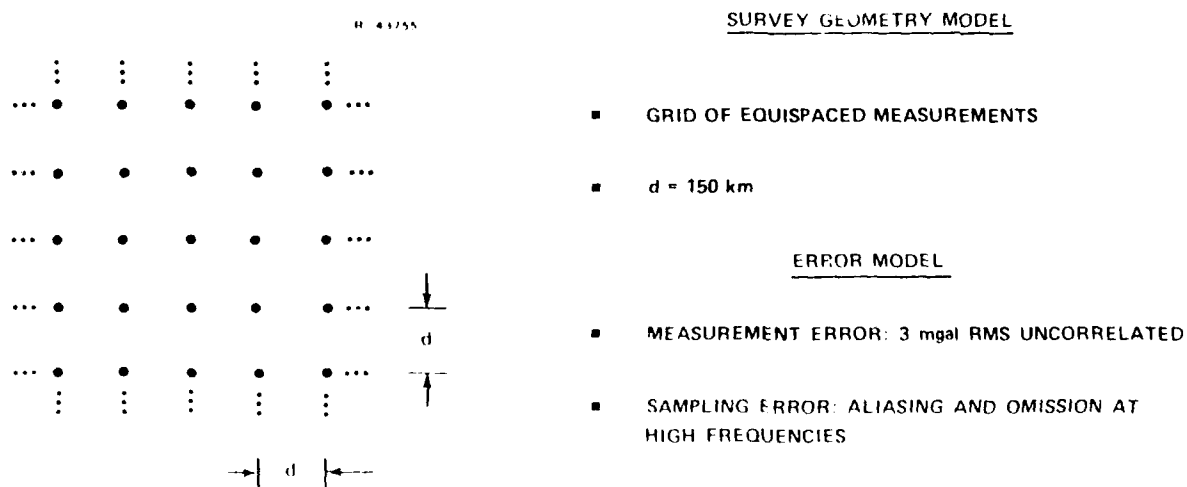 SURVEY GEOMETRY MODEL
▪ GRID OF EQUISPACED MEASUREMENTS
▪ d = 150 km
ERROR MODEL
▪ MEASUREMENT ERROR: 3 mgal RMS UNCORRELATED
▪ SAMPLING ERROR: ALIASING AND OMISSION AT
HIGH FREQUENCIES
d
d